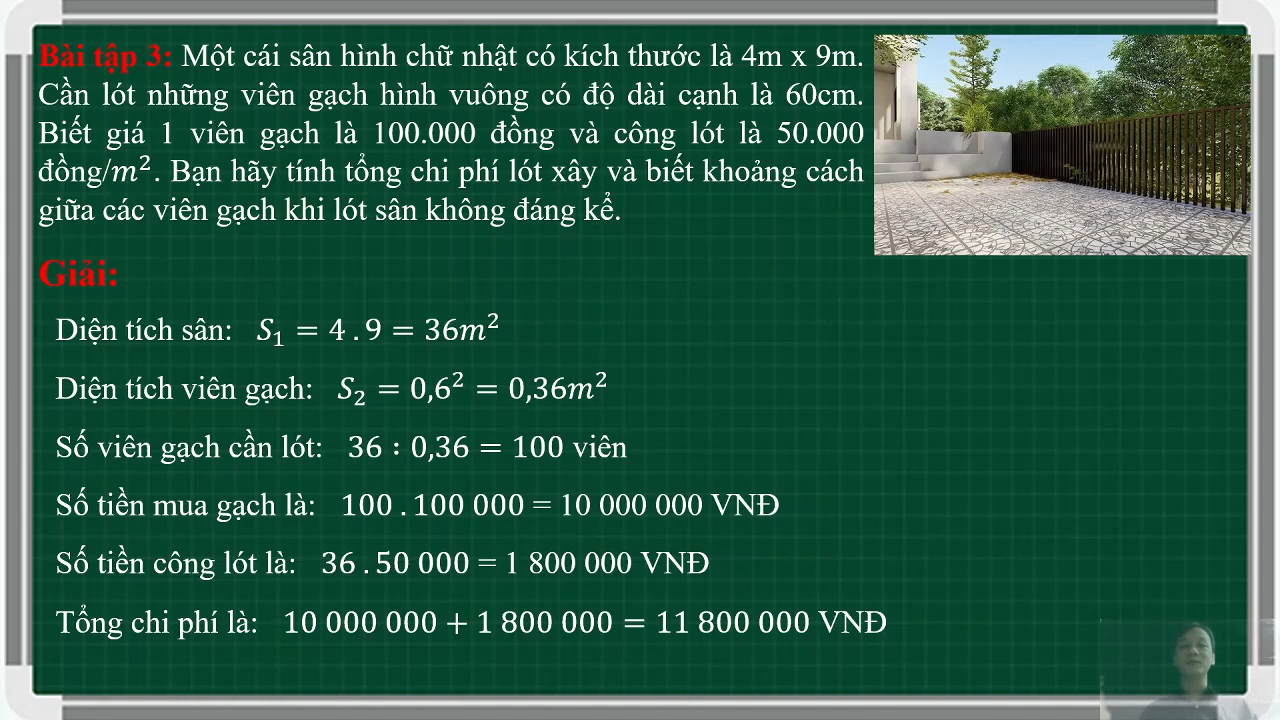 Bài tập 3: Một cái sân hình chữ nhật có kích thước là 4m x 9m.
Cần lót những viên gạch hình vuông có độ dài cạnh là 60cm.
Biết giá 1 viên gạch là 100.000 đồng và công lót là 50.000
đồng/m². Bạn hãy tính tổng chi phí lót xây và biết khoảng cách
giữa các viên gạch khi lót sân không đáng kể.
Giải:
Diện tích sân: S₁ = 4 . 9 = 36m²
Diện tích viên gạch: S₂ = 0,6² = 0,36m²
Số viên gạch cần lót: 36 : 0,36 = 100 viên
Số tiền mua gạch là: 100 . 100 000 = 10 000 000 VNĐ
Số tiền công lót là: 36 . 50 000 = 1 800 000 VNĐ
Tổng chi phí là: 10 000 000 + 1 800 000 = 11 800 000 VNĐ